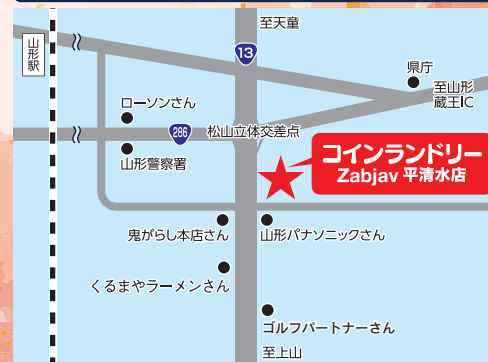 至天童
13
山形駅
県庁
至山形
蔵王IC
ローソンさん
286
松山立体交差点
山形警察署
コインランドリー
Zabjav 平清水店
鬼がらし本店さん
山形パナソニックさん
くるまやラーメンさん
ゴルフパートナーさん
至上山